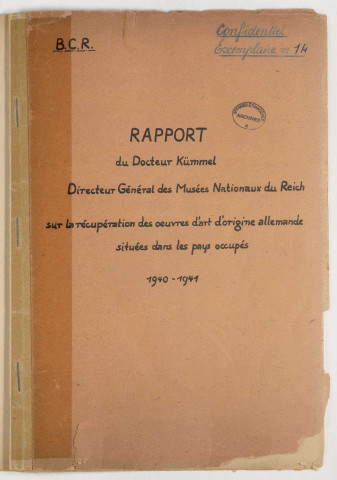 B.C.R.
Confidentiel
Exemplaire n° 14
ARCHIVES
RAPPORT
du Docteur Kümmel
Directeur Général des Musées Nationaux du Reich
sur la récupération des oeuvres d'art d'origine allemande
situées dans les pays occupés
1940-1941